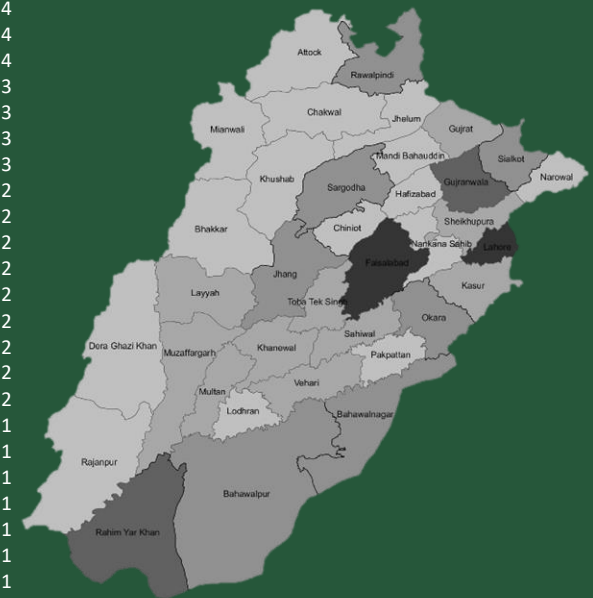 4
4
4
3
3
3
3
2
2
2
2
2
2
2
2
2
1
1
1
1
1
1
1
Attock
Rawalpindi
Chakwal
Jhelum
Mianwali
Gujrat
Mandi Bahauddin
Sialkot
Khushab
Narowal
Gujranwala
Sargodha
Hafizabad
Sheikhupura
Chiniot
Bhakkar
Nankana Sahib
Lahore
Faisalabad
Jhang
Kasur
Layyah
Toba Tek Singh
Okara
Sahiwal
Dera Ghazi Khan
Khanewal
Muzaffargarh
Pakpattan
Vehari
Multan
Lodhran
Bahawalnagar
Rajanpur
Bahawalpur
Rahim Yar Khan